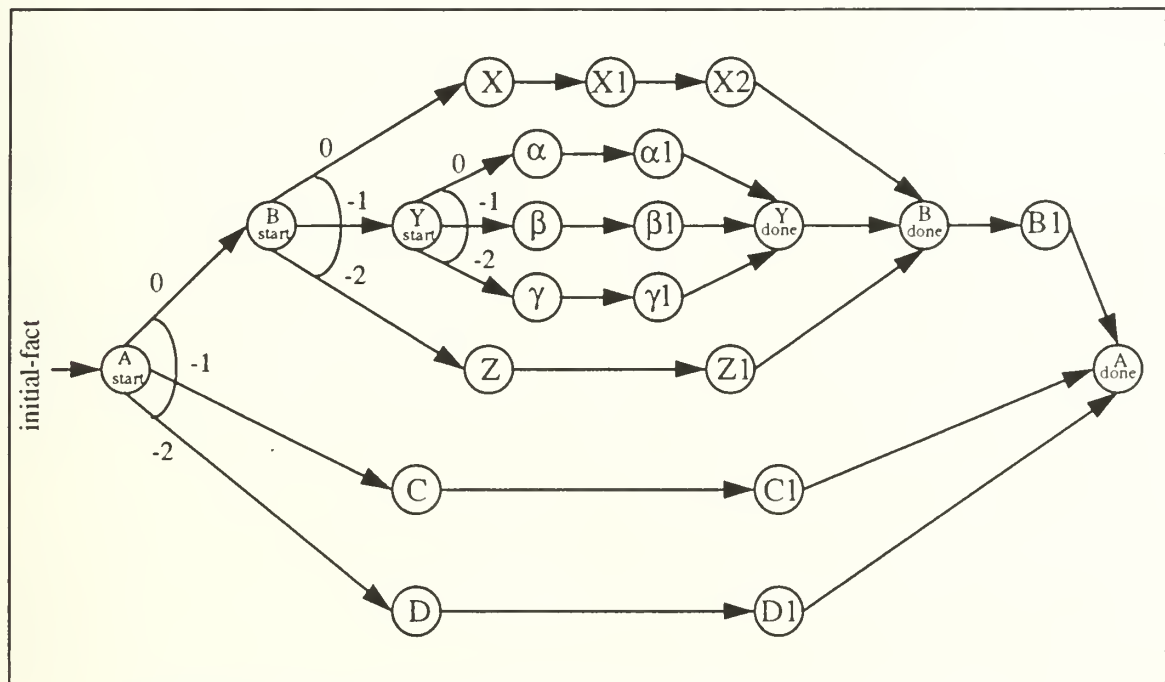 X X1 X2
0 α α1
0 -1 -1
B start Y start β β1 Y done B done B1
-2 -2
γ γ1
0
initial-fact
A start -1 Z Z1 A done
-2
C C1
D D1